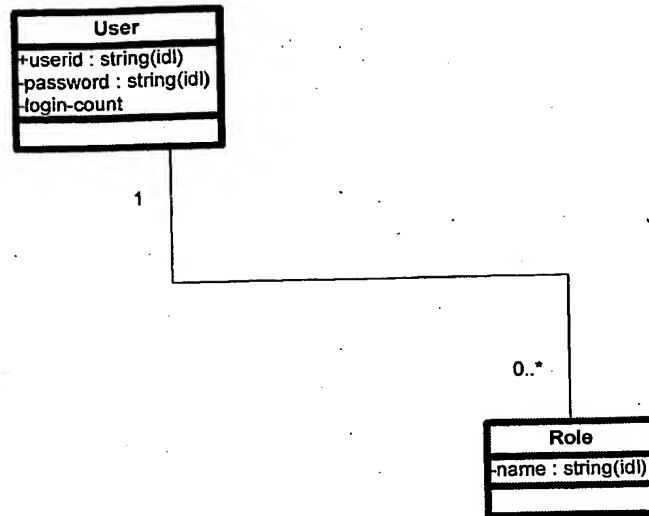 User
+userid : string(idl)
-password : string(idl)
-login-count
1
0..*
Role
-name : string(idl)